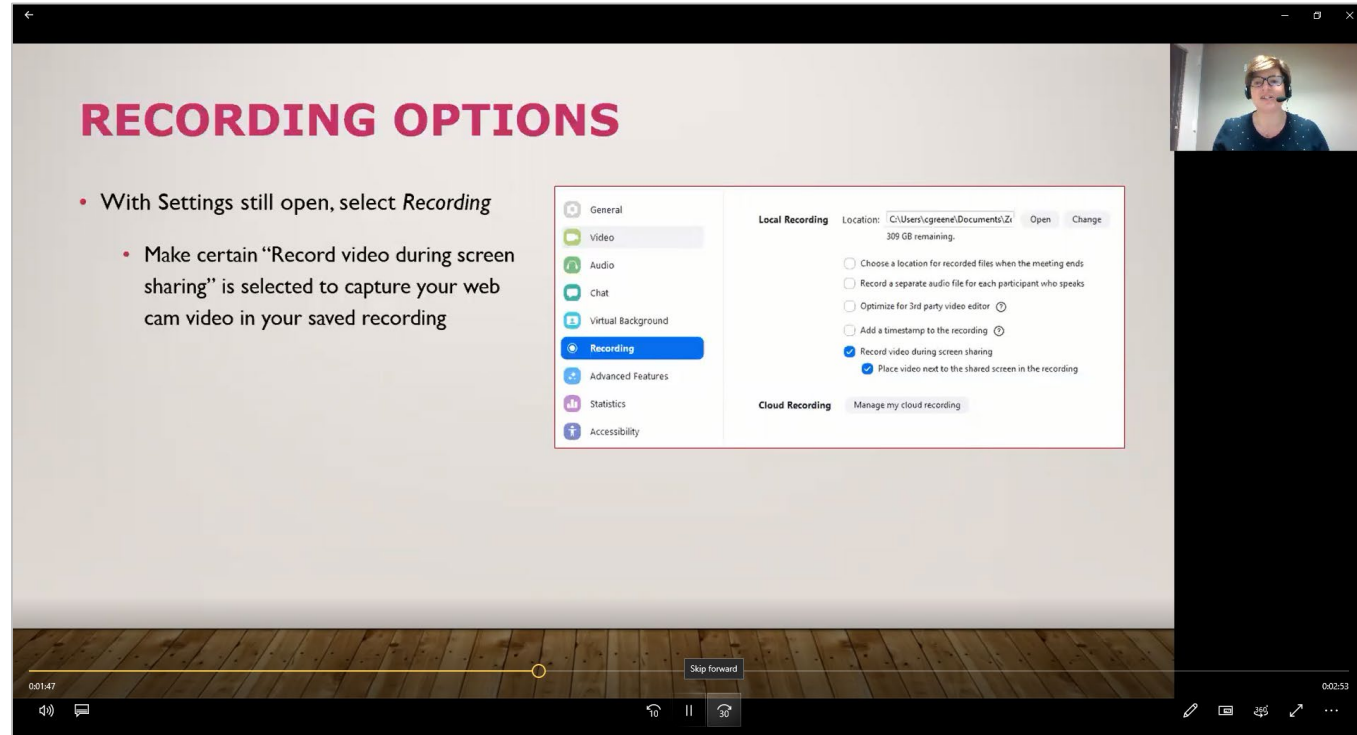 RECORDING OPTIONS
• With Settings still open, select Recording
• Make certain “Record video during screen
sharing” is selected to capture your web
cam video in your saved recording
General
Video
Audio
Chat
Virtual Background
Recording
Advanced Features
Statistics
Accessibility
Local Recording Location: C:\Users\cgreene\Documents\Z Open Change
309 GB remaining.
Choose a location for recorded files when the meeting ends
Record a separate audio file for each participant who speaks
Optimize for 3rd party video editor ?
Add a timestamp to the recording ?
Record video during screen sharing
Place video next to the shared screen in the recording
Cloud Recording Manage my cloud recording
Skip forward
0:01:47
0:02:53
10
30
360